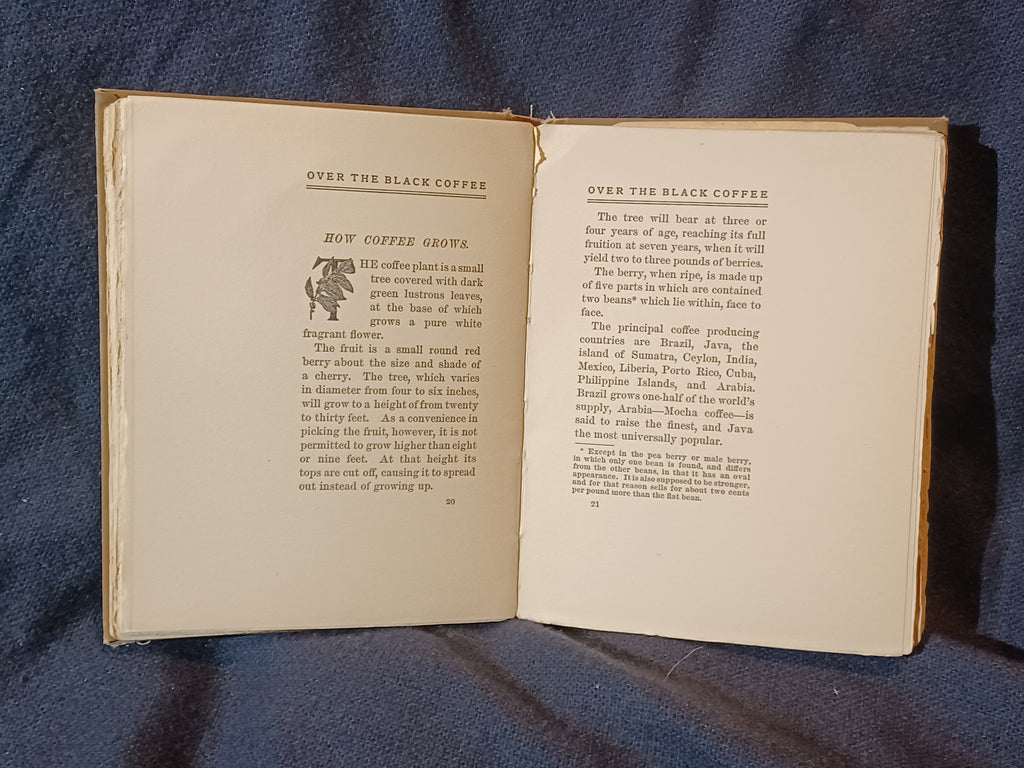 OVER THE BLACK COFFEE
HOW COFFEE GROWS.
THE coffee plant is a small
tree covered with dark
green lustrous leaves,
at the base of which
grows a pure white
fragrant flower.
The fruit is a small round red
berry about the size and shade of
a cherry. The tree, which varies
in diameter from four to six inches,
will grow to a height of from twenty
to thirty feet. As a convenience in
picking the fruit, however, it is not
permitted to grow higher than eight
or nine feet. At that height its
tops are cut off, causing it to spread
out instead of growing up.
20
OVER THE BLACK COFFEE
The tree will bear at three or
four years of age, reaching its full
fruition at seven years, when it will
yield two to three pounds of berries.
The berry, when ripe, is made up
of five parts in which are contained
two beans* which lie within, face to
face.
The principal coffee producing
countries are Brazil, Java, the
island of Sumatra, Ceylon, India,
Mexico, Liberia, Porto Rico, Cuba,
Philippine Islands, and Arabia.
Brazil grows one-half of the world's
supply, Arabia—Mocha coffee—is
said to raise the finest, and Java
the most universally popular.
* Except in the pea berry or male berry,
in which only one bean is found, and differs
from the other beans, in that it has an oval
appearance. It is also supposed to be stronger,
and for that reason sells for about two cents
per pound more than the flat bean.
21